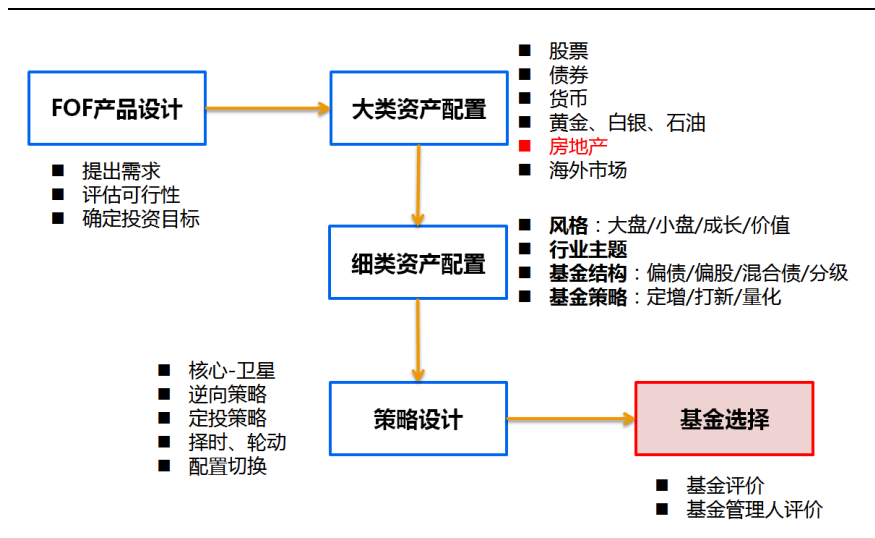 FOF产品设计
■ 提出需求
■ 评估可行性
■ 确定投资目标
大类资产配置
■ 股票
■ 债券
■ 货币
■ 黄金、白银、石油
■ 房地产
■ 海外市场
细类资产配置
■ 风格：大盘/小盘/成长/价值
■ 行业主题
■ 基金结构：偏债/偏股/混合债/分级
■ 基金策略：定增/打新/量化
策略设计
■ 核心-卫星
■ 逆向策略
■ 定投策略
■ 择时、轮动
■ 配置切换
基金选择
■ 基金评价
■ 基金管理人评价